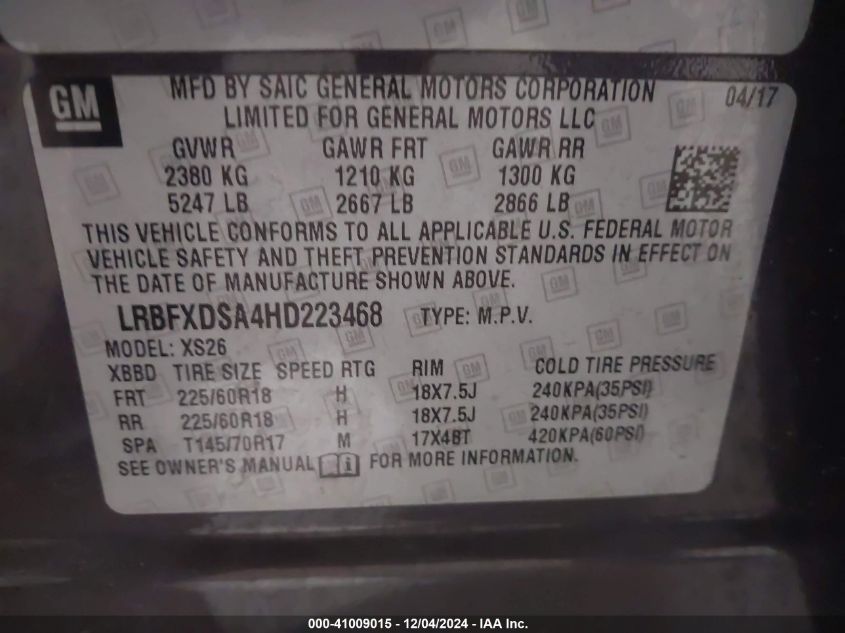 GM
MFD BY SAIC GENERAL MOTORS CORPORATION 04/17
LIMITED FOR GENERAL MOTORS LLC
GVWR GAWR FRT GAWR RR
2380 KG 1210 KG 1300 KG
5247 LB 2667 LB 2866 LB
THIS VEHICLE CONFORMS TO ALL APPLICABLE U.S. FEDERAL MOTOR
VEHICLE SAFETY AND THEFT PREVENTION STANDARDS IN EFFECT ON
THE DATE OF MANUFACTURE SHOWN ABOVE.
LRBFXDSA4HD223468 TYPE: M.P.V.
MODEL: XS26
XBBD TIRE SIZE SPEED RTG RIM COLD TIRE PRESSURE
FRT 225/60R18 H 18X7.5J 240KPA(35PSI)
RR 225/60R18 H 18X7.5J 240KPA(35PSI)
SPA T145/70R17 M 17X4BT 420KPA(60PSI)
SEE OWNER'S MANUAL FOR MORE INFORMATION.
000-41009015 - 12/04/2024 - IAA Inc.